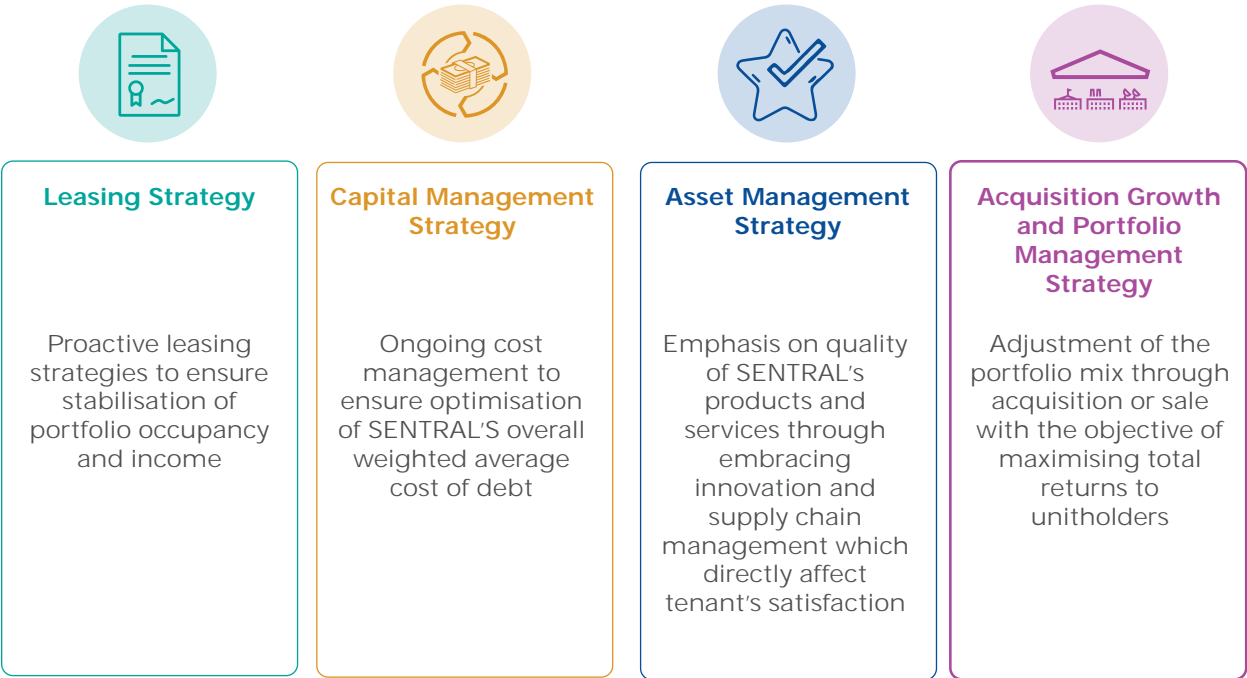 Leasing Strategy
Proactive leasing
strategies to ensure
stabilisation of
portfolio occupancy
and income
Capital Management
Strategy
Ongoing cost
management to
ensure optimisation
of SENTRAL'S overall
weighted average
cost of debt
Asset Management
Strategy
Emphasis on quality
of SENTRAL's
products and
services through
embracing
innovation and
supply chain
management which
directly affect
tenant's satisfaction
Acquisition Growth
and Portfolio
Management
Strategy
Adjustment of the
portfolio mix through
acquisition or sale
with the objective of
maximising total
returns to
unitholders